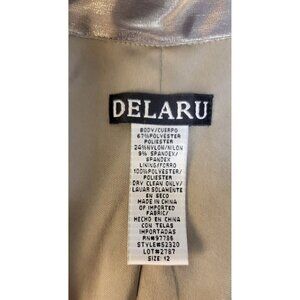 DELARU
BODY/CUERPO
67%POLYESTER
POLIESTER
24%NYLON/NILON
9% SPANDEX/
SPANDEX
LINING/FORRO
100%POLYESTER/
POLIESTER
DRY CLEAN ONLY/
LAVAR SOLAMENTE
EN SECO
MADE IN CHINA
OF IMPORTED
FABRIC/
HECHO EN CHINA
CON TELAS
IMPORTADAS
RN#97786
STYLE#52320
LOT#2787
SIZE: 12